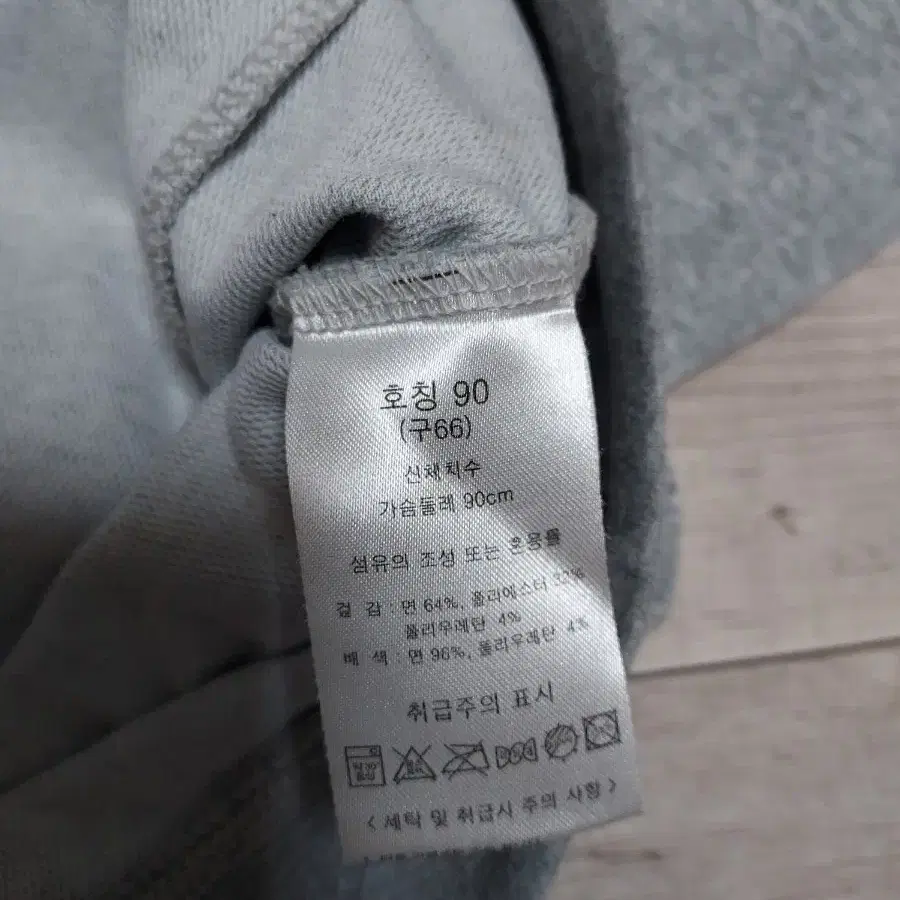 호칭 90
(구66)
신체치수
가슴둘레 90cm
섬유의 조성 또는 혼용률
겉 감 : 면 64%, 폴리에스터 32%
폴리우레탄 4%
배 색 : 면 96%, 폴리우레탄 4%
취급주의 표시
< 세탁 및 취급시 주의 사항 >